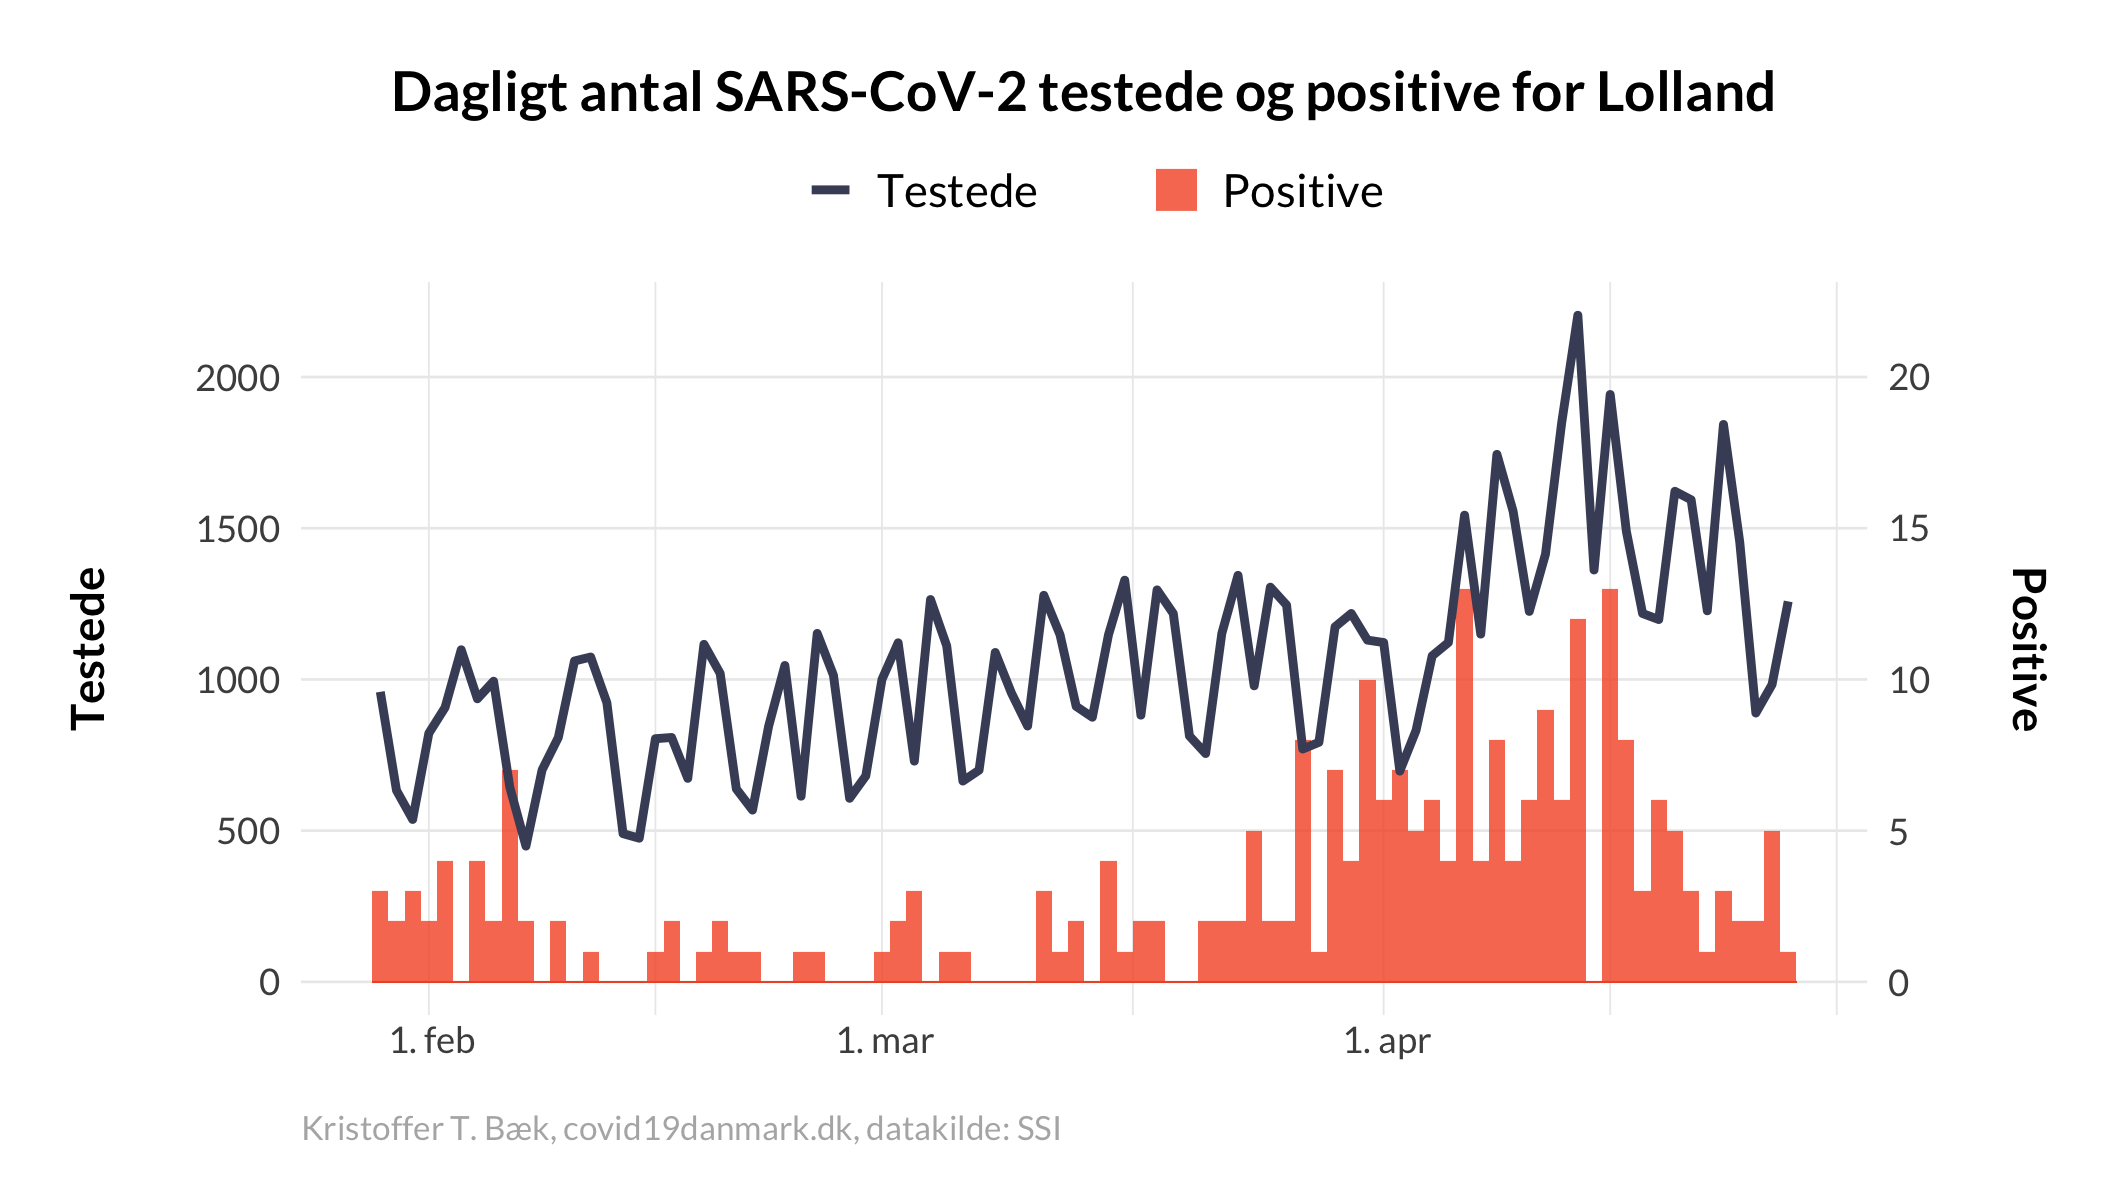 Dagligt antal SARS-CoV-2 testede og positive for Lolland
Testede Positive
2000 20
1500 15
1000 10
500 5
0 0
Testede
Positive
1. feb 1. mar 1. apr
Kristoffer T. Bæk, covid19danmark.dk, datakilde: SSI